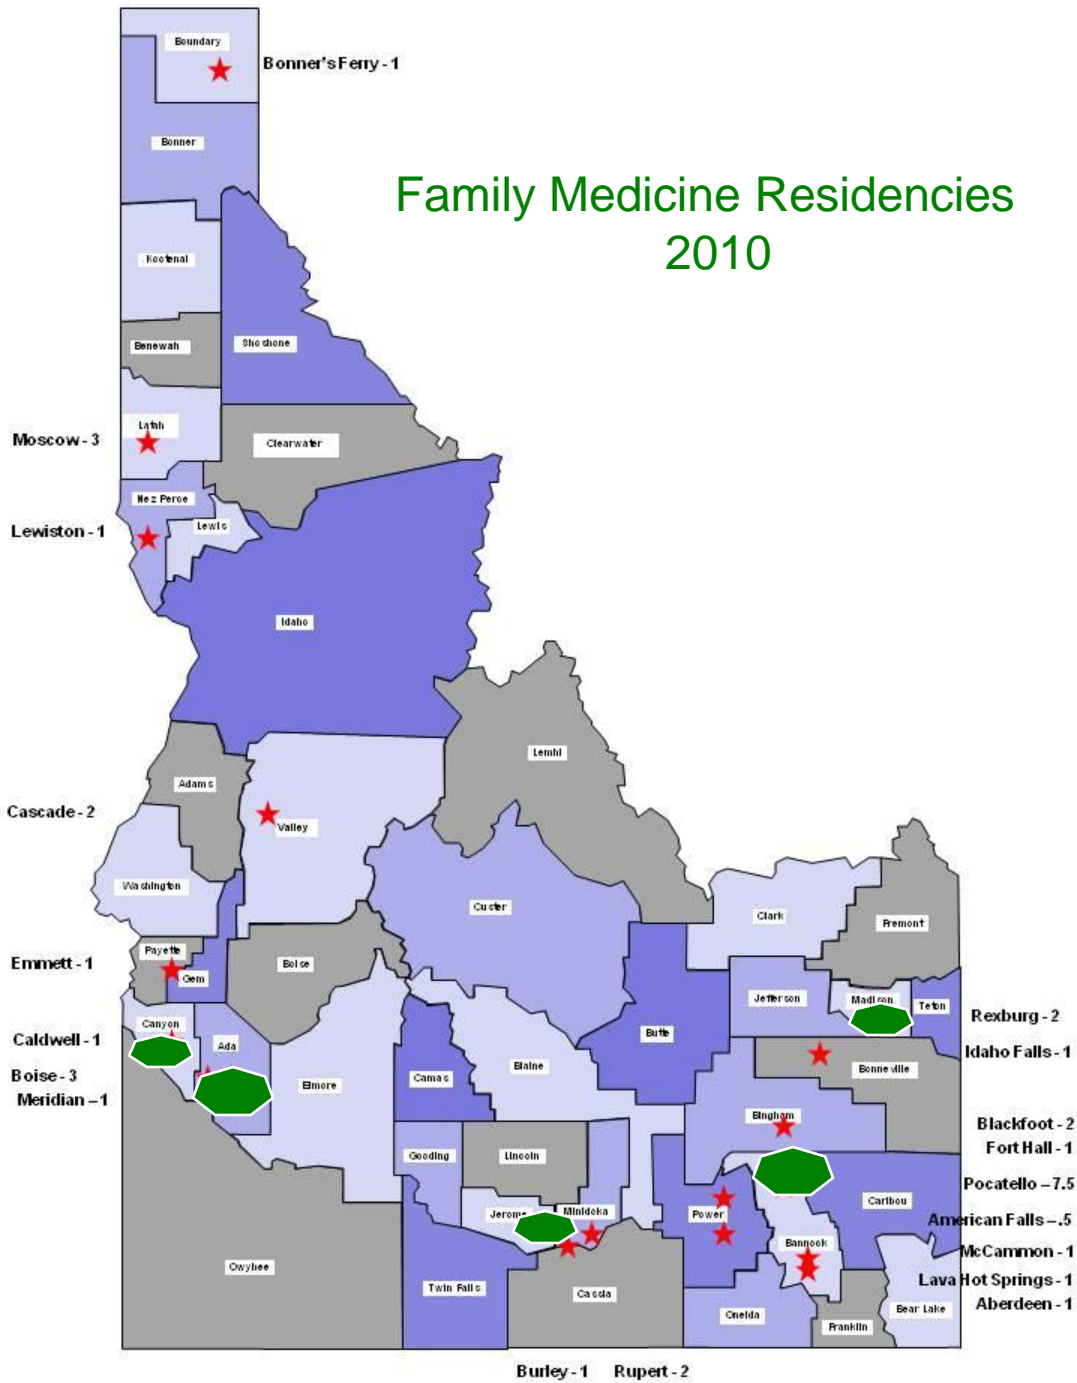 Boundary
Bonner's Ferry - 1
Bonner
Family Medicine Residencies
2010
Kootenai
Benewah
Shoshone
Latah
Moscow - 3
Clearwater
Nez Perce
Lewis
Lewiston - 1
Idaho
Lemhi
Adams
Cascade - 2
Valley
Washington
Custer
Clark
Fremont
Payette
Boise
Emmett - 1
Gem
Jefferson
Madison
Teton
Rexburg - 2
Canyon
Caldwell - 1
Ada
Butte
Idaho Falls - 1
Blaine
Bonneville
Boise - 3
Meridian – 1
Elmore
Camas
Bingham
Blackfoot - 2
Fort Hall - 1
Gooding
Lincoln
Pocatello – 7.5
Caribou
Jerome
Minidoka
Power
American Falls – .5
Bannock
McCammon - 1
Owyhee
Lava Hot Springs - 1
Twin Falls
Cassia
Aberdeen - 1
Oneida
Bear Lake
Franklin
Burley - 1
Rupert - 2